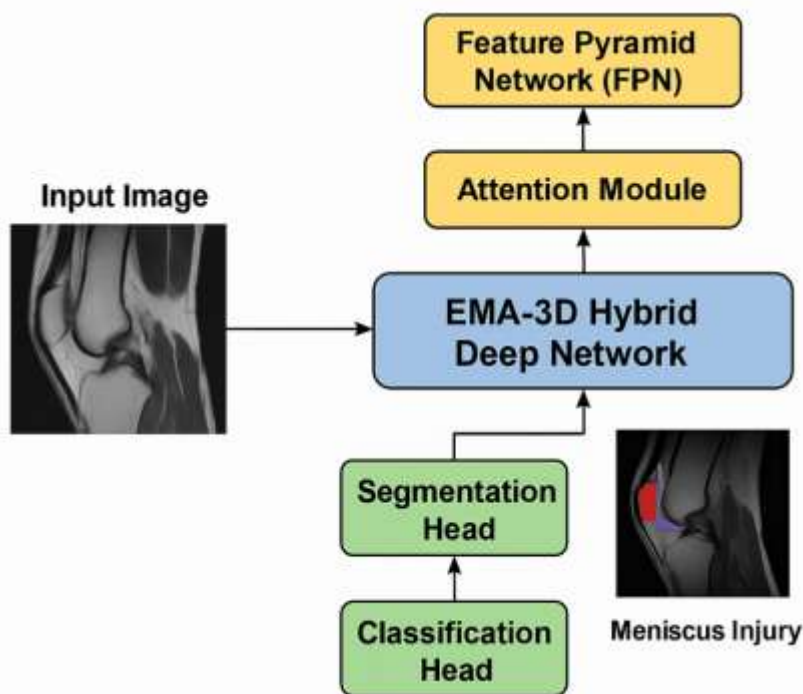 Feature Pyramid
Network (FPN)
Attention Module
Input Image
EMA-3D Hybrid
Deep Network
Segmentation
Head
Classification
Head
Meniscus Injury